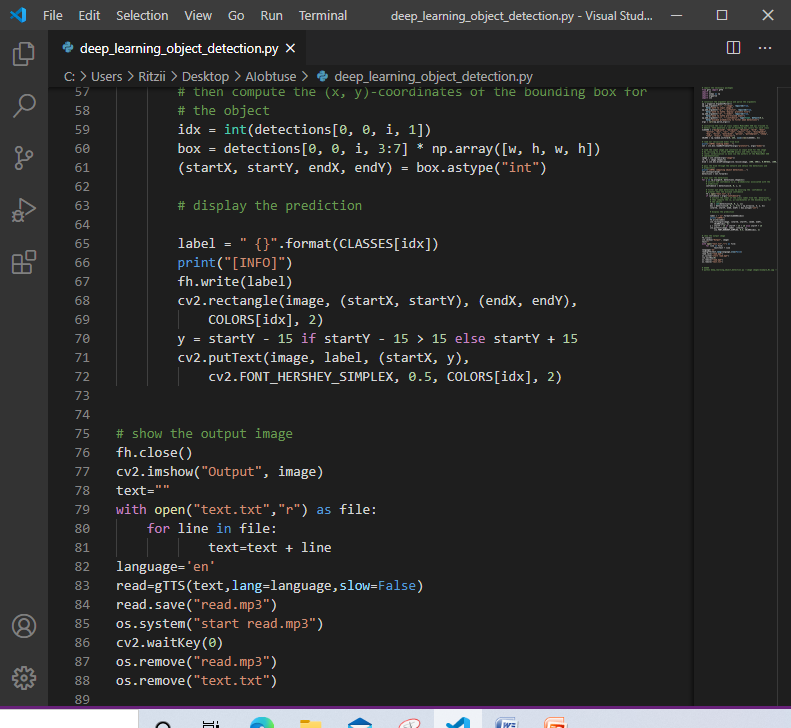 File Edit Selection View Go Run Terminal deep_learning_object_detection.py - Visual Stud...
deep_learning_object_detection.py
C: > Users > Ritzii > Desktop > AIobtuse > deep_learning_object_detection.py
57 # then compute the (x, y)-coordinates of the bounding box for
58 # the object
59 idx = int(detections[0, 0, i, 1])
60 box = detections[0, 0, i, 3:7] * np.array([w, h, w, h])
61 (startX, startY, endX, endY) = box.astype("int")
62
63 # display the prediction
64
65 label = " {}".format(CLASSES[idx])
66 print("[INFO]")
67 fh.write(label)
68 cv2.rectangle(image, (startX, startY), (endX, endY),
69 COLORS[idx], 2)
70 y = startY - 15 if startY - 15 > 15 else startY + 15
71 cv2.putText(image, label, (startX, y),
72 cv2.FONT_HERSHEY_SIMPLEX, 0.5, COLORS[idx], 2)
73
74
75 # show the output image
76 fh.close()
77 cv2.imshow("Output", image)
78 text=""
79 with open("text.txt","r") as file:
80 for line in file:
81 text=text + line
82 language='en'
83 read=gTTS(text,lang=language,slow=False)
84 read.save("read.mp3")
85 os.system("start read.mp3")
86 cv2.waitKey(0)
87 os.remove("read.mp3")
88 os.remove("text.txt")
89